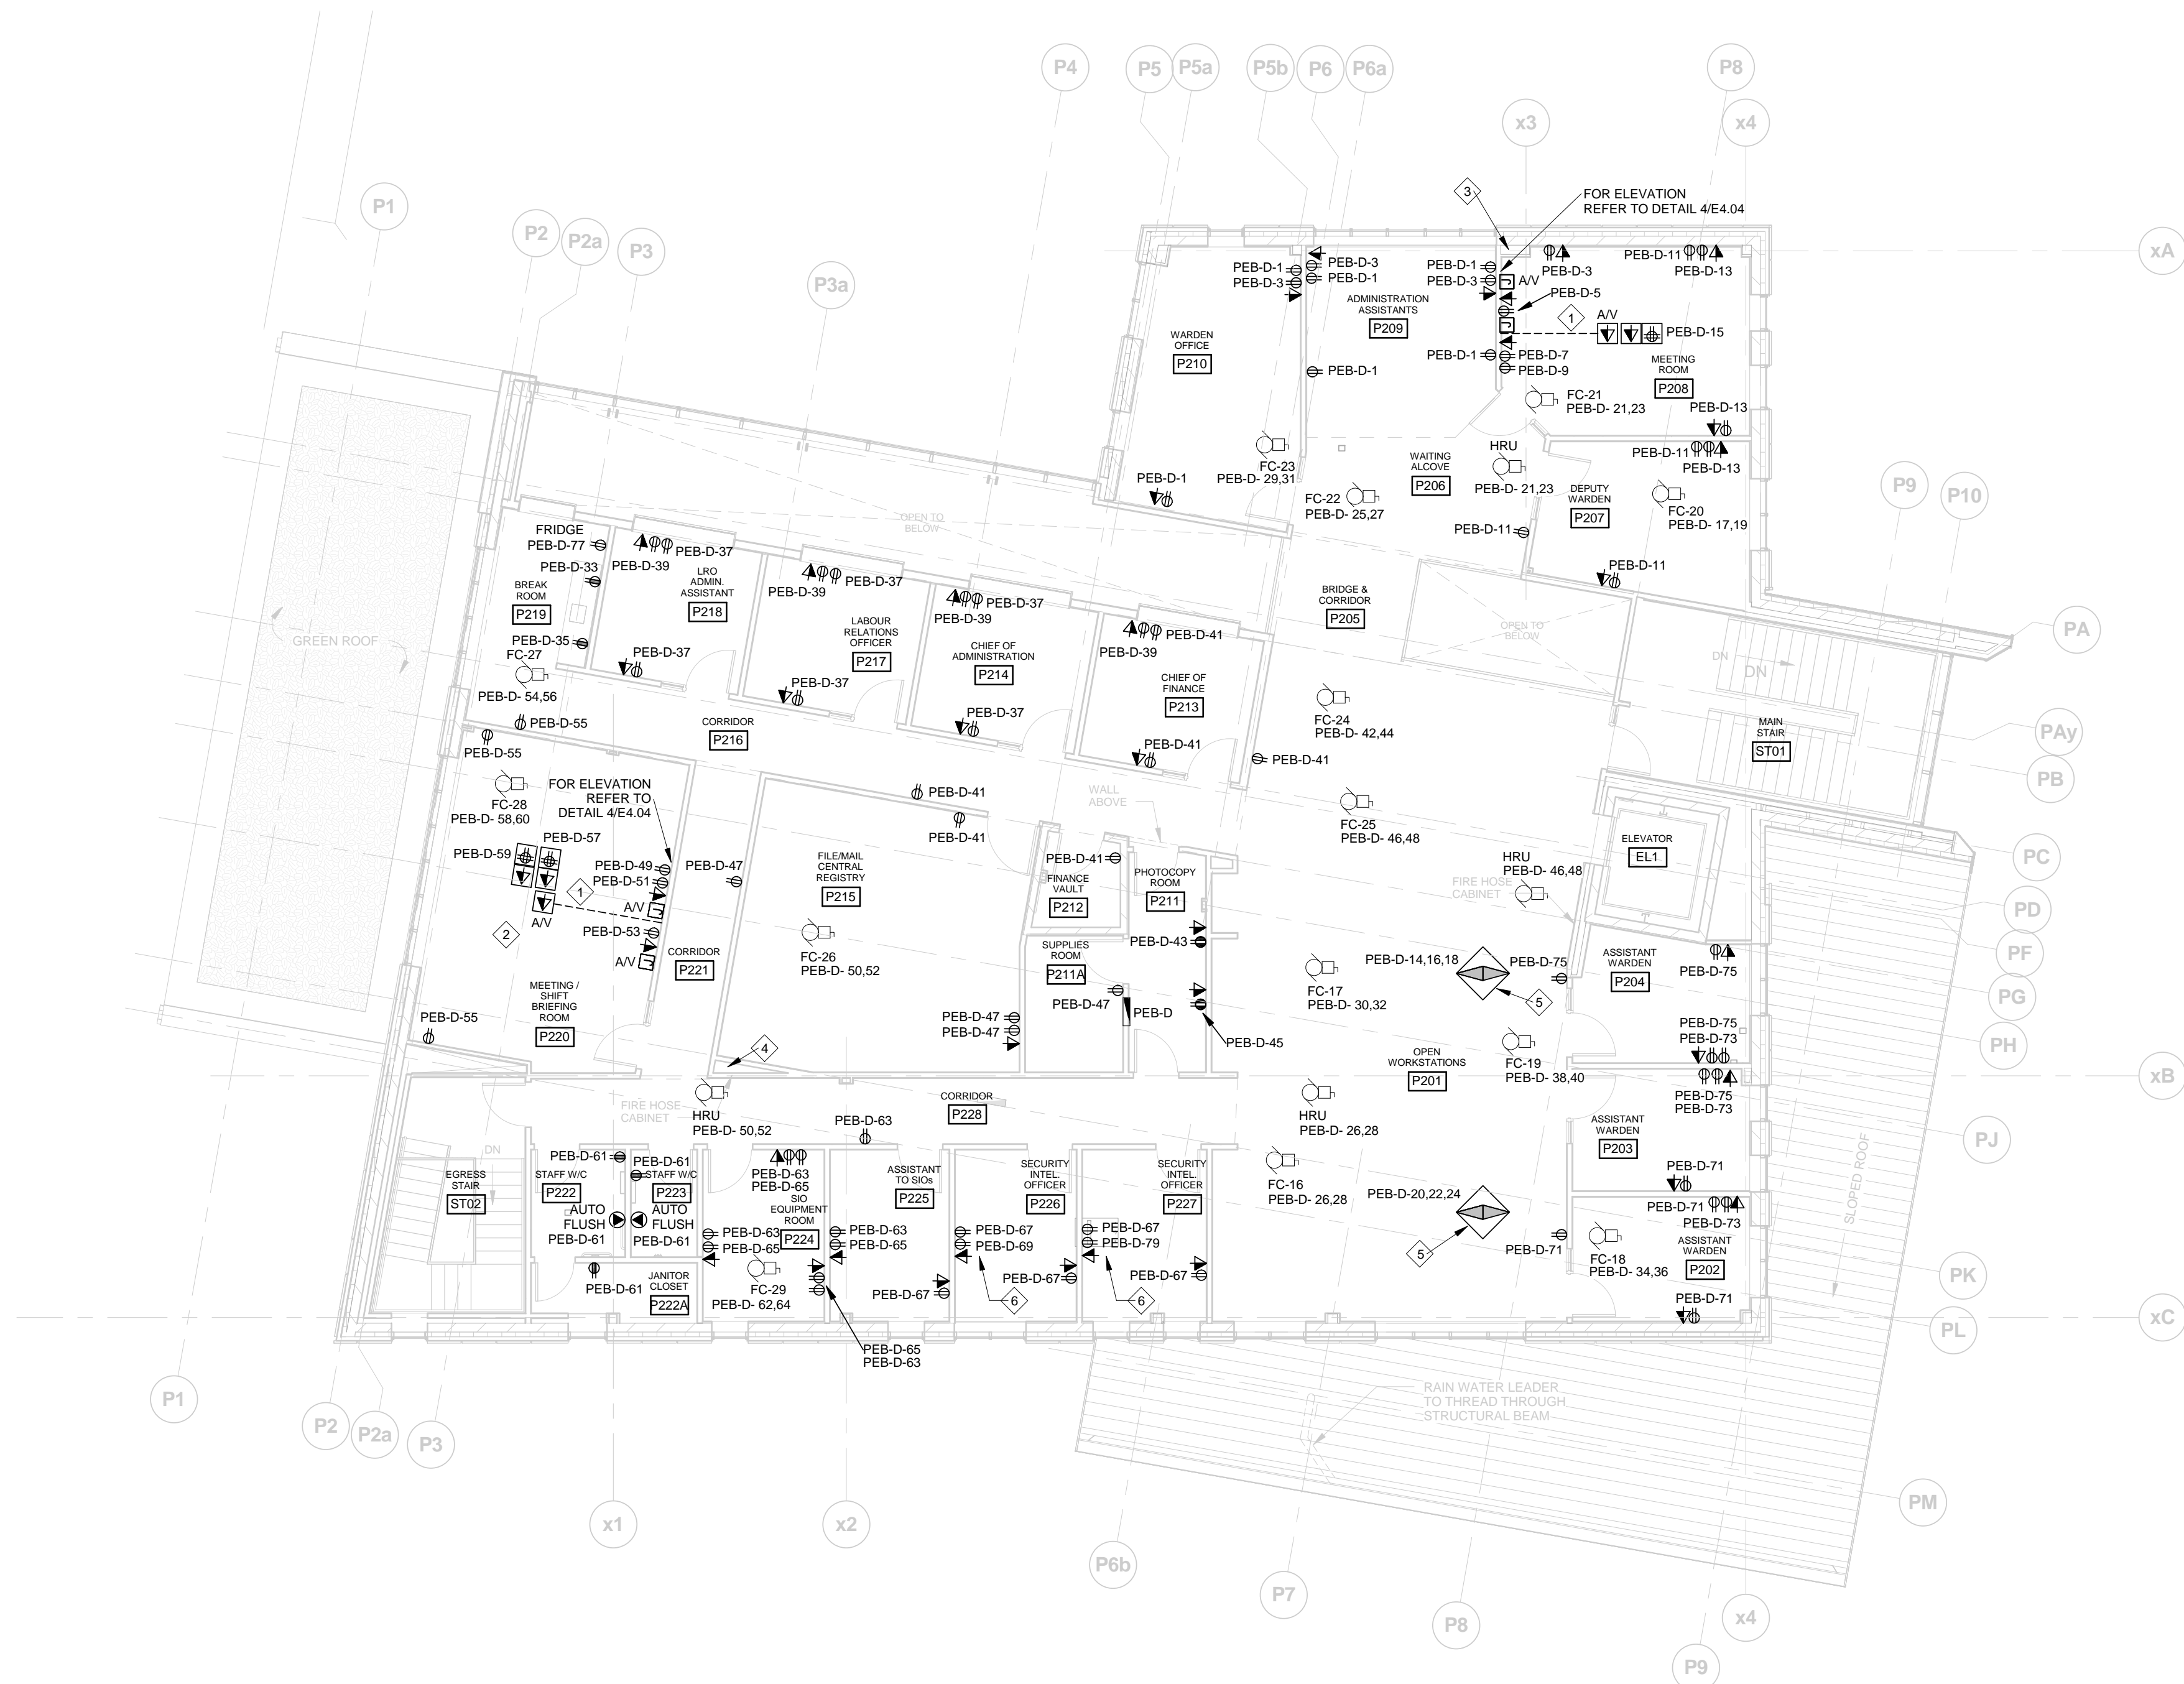 P4
P5
P5a
P5b
P6
P6a
P8
x3
x4
P1
P2
P2a
P3
P3a
3
FOR ELEVATION
REFER TO DETAIL 4/E4.04
xA
PEB-D-1
PEB-D-3
PEB-D-3
PEB-D-1
PEB-D-1
PEB-D-3
A/V
PEB-D-3
PEB-D-11
PEB-D-13
PEB-D-5
ADMINISTRATION
ASSISTANTS
P209
1
A/V
PEB-D-15
WARDEN
OFFICE
P210
PEB-D-1
PEB-D-1
PEB-D-7
PEB-D-9
MEETING
ROOM
P208
FC-21
PEB-D- 21,23
PEB-D-13
HRU
PEB-D- 21,23
PEB-D-11
PEB-D-13
FC-23
PEB-D- 29,31
WAITING
ALCOVE
P206
FC-22
PEB-D- 25,27
DEPUTY
WARDEN
P207
FC-20
PEB-D- 17,19
P9
P10
PEB-D-1
PEB-D-11
PEB-D-11
OPEN TO
BELOW
FRIDGE
PEB-D-77
PEB-D-33
BREAK
ROOM
P219
PEB-D-35
FC-27
PEB-D- 54,56
PEB-D-37
PEB-D-39
LRO
ADMIN.
ASSISTANT
P218
PEB-D-37
PEB-D-37
PEB-D-39
LABOUR
RELATIONS
OFFICER
P217
PEB-D-37
PEB-D-37
PEB-D-39
CHIEF OF
ADMINISTRATION
P214
PEB-D-37
PEB-D-41
PEB-D-39
CHIEF OF
FINANCE
P213
PEB-D-41
BRIDGE &
CORRIDOR
P205
OPEN TO
BELOW
PA
DN
DN
MAIN
STAIR
ST01
PAy
PB
GREEN ROOF
PEB-D-55
PEB-D-55
CORRIDOR
P216
FC-24
PEB-D- 42,44
PEB-D-41
FC-28
PEB-D- 58,60
FOR ELEVATION
REFER TO
DETAIL 4/E4.04
PEB-D-41
PEB-D-41
WALL
ABOVE
FC-25
PEB-D- 46,48
ELEVATOR
EL1
PC
PEB-D-57
PEB-D-59
PEB-D-49
PEB-D-51
PEB-D-47
1
A/V
A/V
PEB-D-53
A/V
2
FILE/MAIL
CENTRAL
REGISTRY
P215
PEB-D-41
FINANCE
VAULT
P212
PHOTOCOPY
ROOM
P211
HRU
PEB-D- 46,48
FIRE HOSE
CABINET
PD
CORRIDOR
P221
FC-26
PEB-D- 50,52
SUPPLIES
ROOM
P211A
PEB-D-43
PEB-D-14,16,18
PEB-D-75
5
ASSISTANT
WARDEN
P204
PEB-D-75
PF
PG
MEETING /
SHIFT
BRIEFING
ROOM
P220
PEB-D-55
PEB-D-47
PEB-D-47
PEB-D-47
PEB-D
FC-17
PEB-D- 30,32
PEB-D-45
PEB-D-75
PEB-D-73
PH
4
OPEN
WORKSTATIONS
P201
FC-19
PEB-D- 38,40
xB
FIRE HOSE
CABINET
HRU
PEB-D- 50,52
CORRIDOR
P228
HRU
PEB-D- 26,28
PEB-D-75
PEB-D-73
PEB-D-63
ASSISTANT
WARDEN
P203
PJ
DN
EGRESS
STAIR
ST02
PEB-D-61
STAFF W/C
P222
PEB-D-61
STAFF W/C
P223
AUTO
FLUSH
PEB-D-61
AUTO
FLUSH
PEB-D-61
PEB-D-63
PEB-D-65
SIO
EQUIPMENT
ROOM
P224
ASSISTANT
TO SIOs
P225
SECURITY
INTEL.
OFFICER
P226
SECURITY
INTEL.
OFFICER
P227
FC-16
PEB-D- 26,28
PEB-D-71
PEB-D-20,22,24
5
PEB-D-71
PEB-D-71
PEB-D-73
ASSISTANT
WARDEN
P202
FC-18
PEB-D- 34,36
SLOPED ROOF
PEB-D-63
PEB-D-65
PEB-D-63
PEB-D-65
PEB-D-67
PEB-D-69
PEB-D-67
PEB-D-79
PEB-D-61
JANITOR
CLOSET
P222A
FC-29
PEB-D- 62,64
PEB-D-67
PEB-D-67
PEB-D-67
6
6
PEB-D-71
PK
xC
PL
PEB-D-65
PEB-D-63
P1
P2
P2a
P3
RAIN WATER LEADER
TO THREAD THROUGH
STRUCTURAL BEAM
x1
x2
PM
P6b
P7
P8
x4
P9